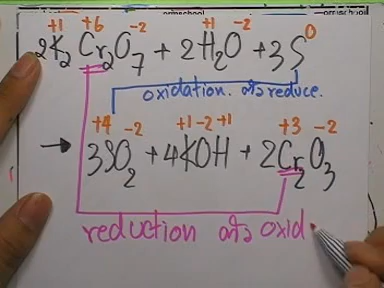 +1 +6 -2 +1 -2 0
2K₂Cr₂O₇ + 2H₂O + 3S
oxidation. ตัว reduce.
+4 -2 +1 -2 +1 +3 -2
→ 3SO₂ + 4KOH + 2Cr₂O₃
reduction ตัว oxid